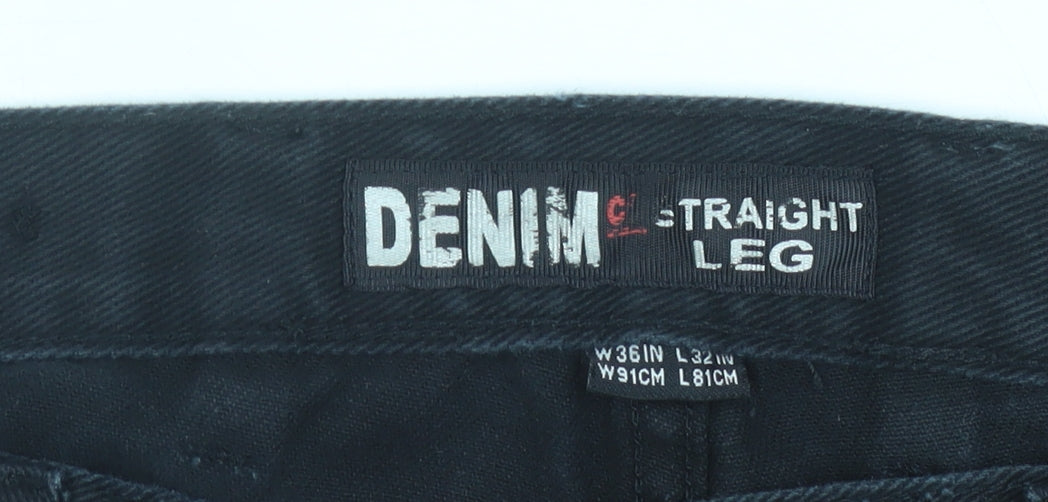 DENIM STRAIGHT
LEG
W36IN L32IN
W91CM L81CM